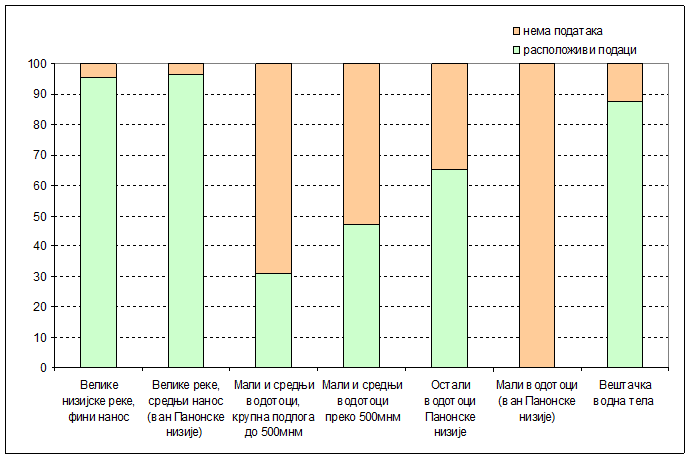 нема података
расположиви подаци
100
90
80
70
60
50
40
30
20
10
0
Велике
низијске реке,
фини нанос
Велике реке,
средњи нанос
(ван Панонске
низије)
Мали и средњи
водотоци,
крупна подлога
до 500мнм
Мали и средњи
водотоци
преко 500мнм
Остали
водотоци
Панонске
низије
Мали водотоци
(ван Панонске
низије)
Вештачка
водна тела